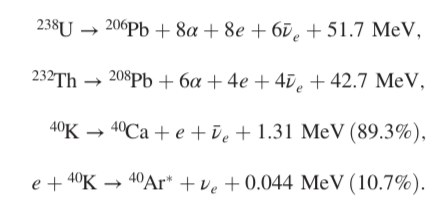 ²³⁸U → ²⁰⁶Pb + 8α + 8e + 6ν̄ₑ + 51.7 MeV,
²³²Th → ²⁰⁸Pb + 6α + 4e + 4ν̄ₑ + 42.7 MeV,
⁴⁰K → ⁴⁰Ca + e + ν̄ₑ + 1.31 MeV (89.3%),
e + ⁴⁰K → ⁴⁰Ar* + νₑ + 0.044 MeV (10.7%).